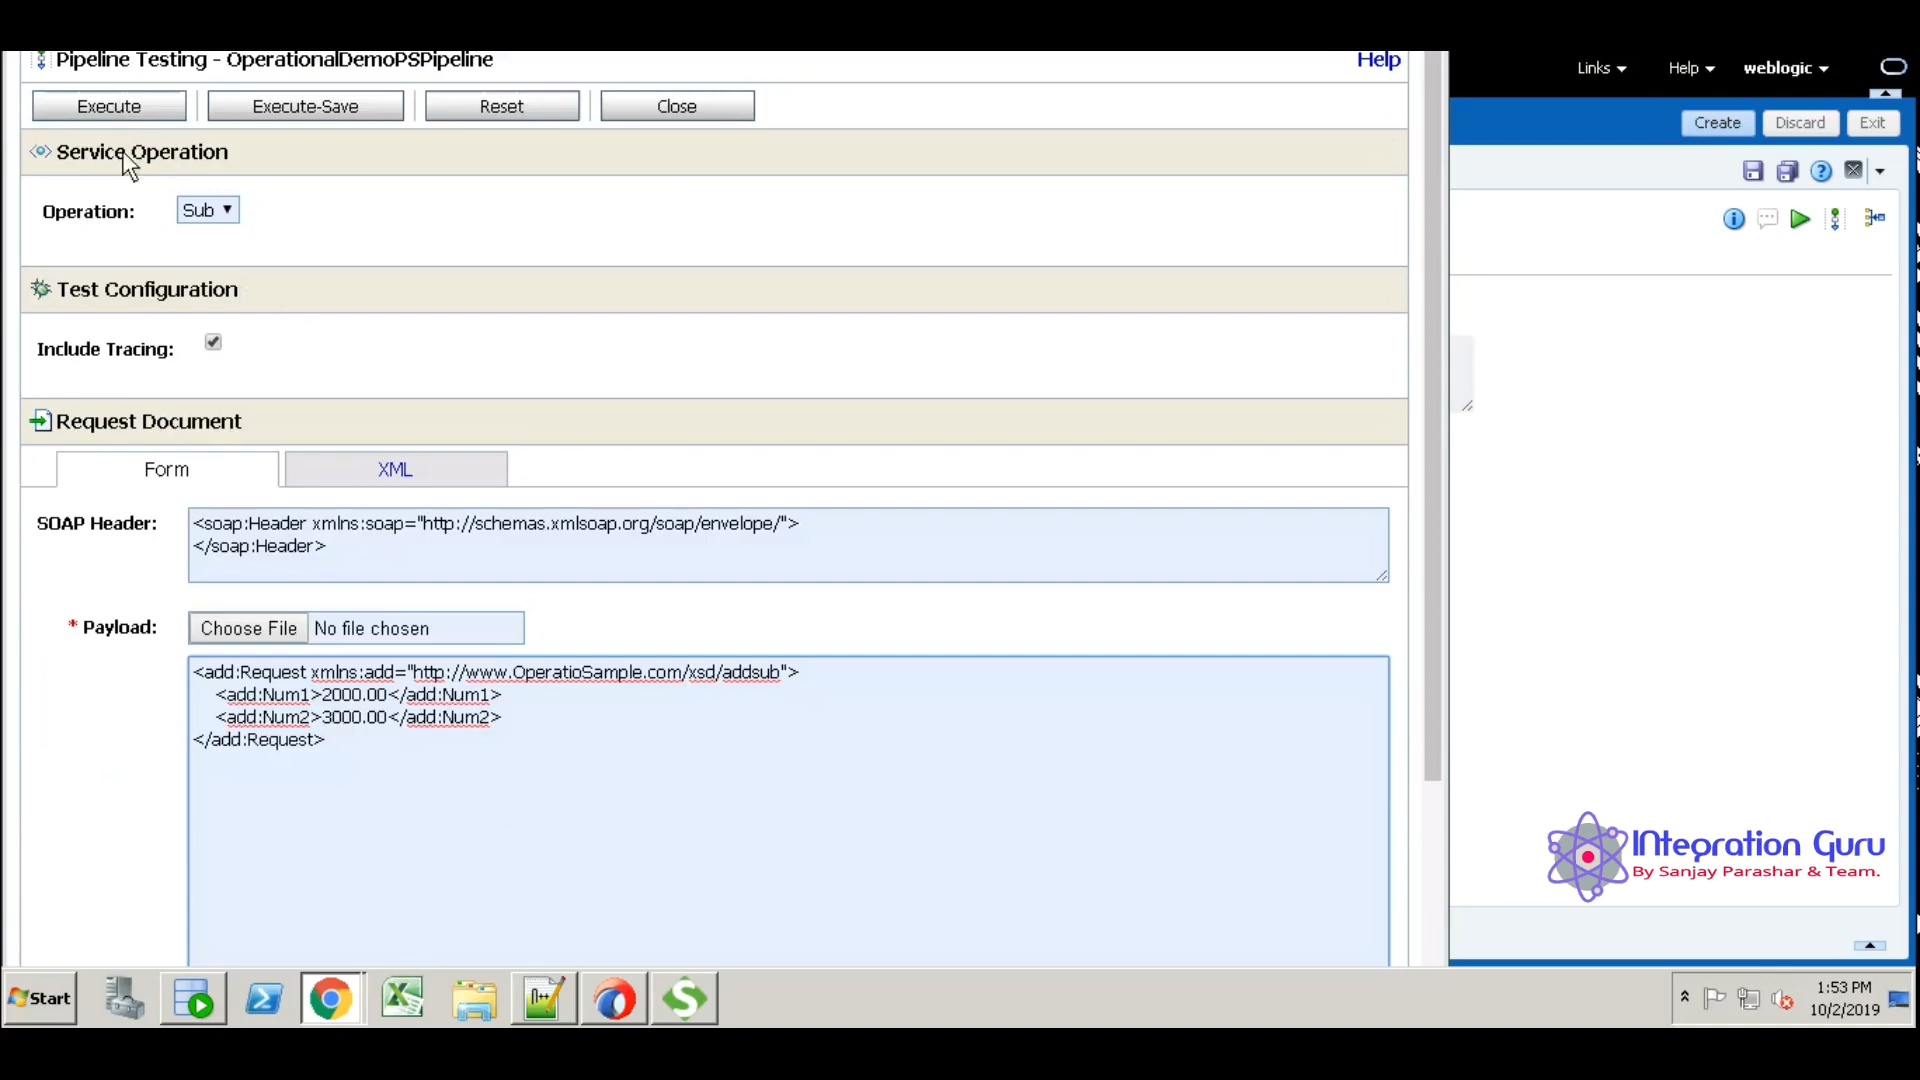 Pipeline Testing - OperationalDemoPSPipeline
Help
Links
Help
weblogic
Execute
Execute-Save
Reset
Close
Create
Discard
Exit
Service Operation
Operation:
Sub
Test Configuration
Include Tracing:
Request Document
Form
XML
SOAP Header:
<soap:Header xmlns:soap="http://schemas.xmlsoap.org/soap/envelope/">
</soap:Header>
* Payload:
Choose File
No file chosen
<add:Request xmlns:add="http://www.OperatioSample.com/xsd/addsub">
<add:Num1>2000.00</add:Num1>
<add:Num2>3000.00</add:Num2>
</add:Request>
INtegration Guru
By Sanjay Parashar & Team.
Start
1:53 PM
10/2/2019